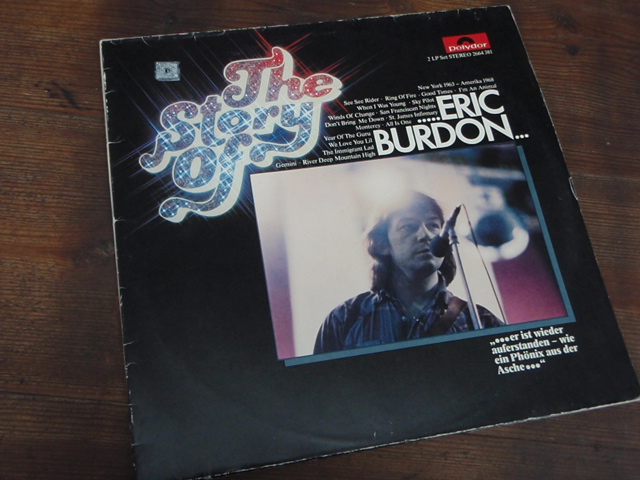 The
Story
Of
Polydor
2 LP Set STEREO 2664 381
New York 1963 - Amerika 1968
See See Rider · Ring Of Fire · Good Times · I'm An Animal
When I Was Young · Sky Pilot
Winds Of Change · San Franciscan Nights
Don't Bring Me Down · St. James Infirmary
Monterey · All Is One
Year Of The Guru
We Love You Lil
The Immigrant Lad
Gemini · River Deep Mountain High
.....ERIC
BURDON...
„...er ist wieder
auferstanden – wie
ein Phönix aus der
Asche..."